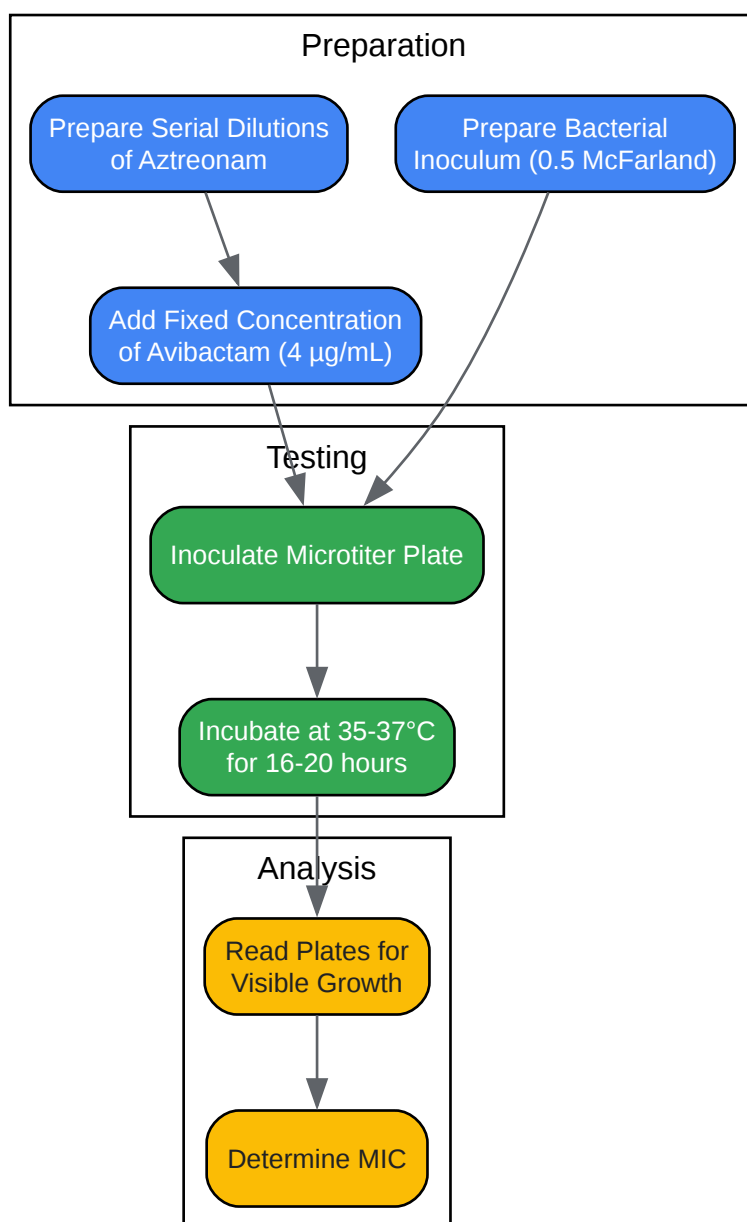 Preparation
Prepare Serial Dilutions
of Aztreonam
Prepare Bacterial
Inoculum (0.5 McFarland)
Add Fixed Concentration
of Avibactam (4 µg/mL)
Testing
Inoculate Microtiter Plate
Incubate at 35-37°C
for 16-20 hours
Analysis
Read Plates for
Visible Growth
Determine MIC